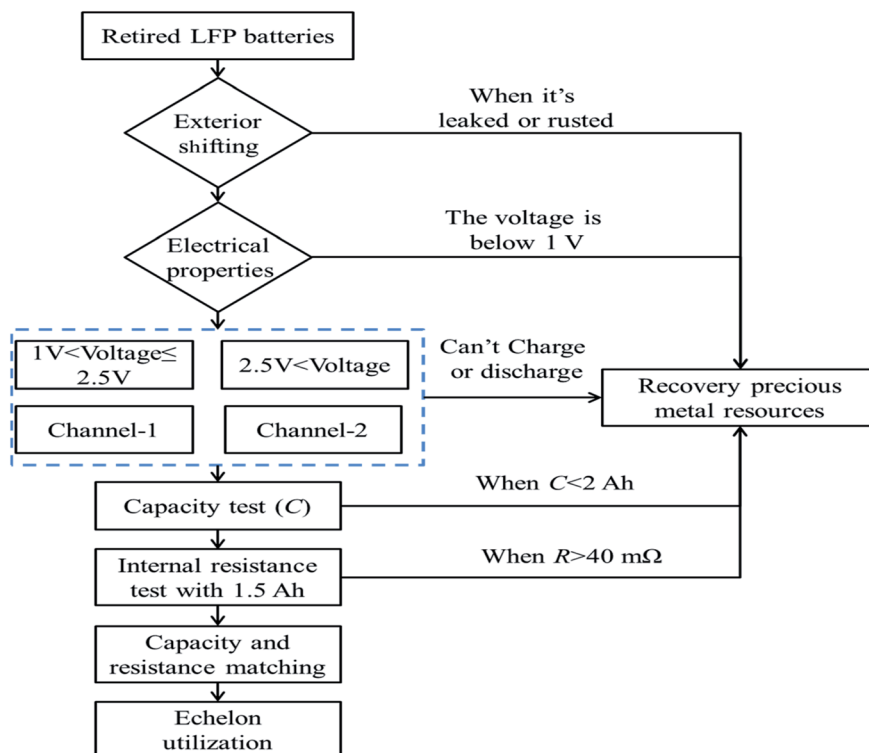 Retired LFP batteries
Exterior
shifting
When it's
leaked or rusted
Electrical
properties
The voltage is
below 1 V
1V<Voltage≤
2.5V
2.5V<Voltage
Channel-1
Channel-2
Can't Charge
or discharge
Recovery precious
metal resources
Capacity test (C)
When C<2 Ah
Internal resistance
test with 1.5 Ah
When R>40 mΩ
Capacity and
resistance matching
Echelon
utilization